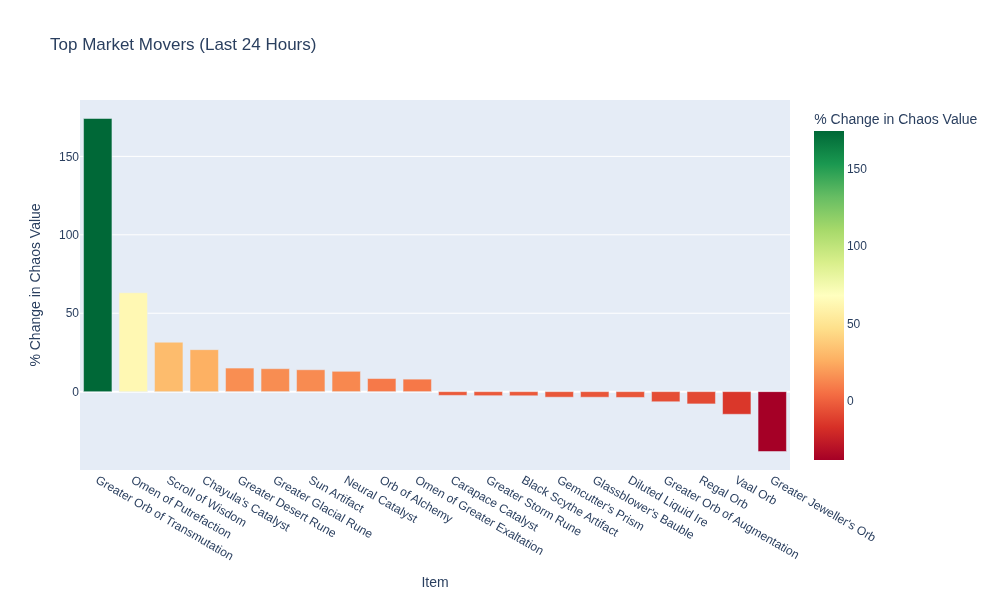 Top Market Movers (Last 24 Hours)
% Change in Chaos Value
150
100
50
0
% Change in Chaos Value
150
100
50
0
Greater Orb of Transmutation
Omen of Putrefaction
Scroll of Wisdom
Chayula's Catalyst
Greater Desert Rune
Greater Glacial Rune
Sun Artifact
Neural Catalyst
Orb of Alchemy
Omen of Greater Exaltation
Carapace Catalyst
Greater Storm Rune
Black Scythe Artifact
Gemcutter's Prism
Glassblower's Bauble
Diluted Liquid Ire
Greater Orb of Augmentation
Regal Orb
Vaal Orb
Greater Jeweller's Orb
Item